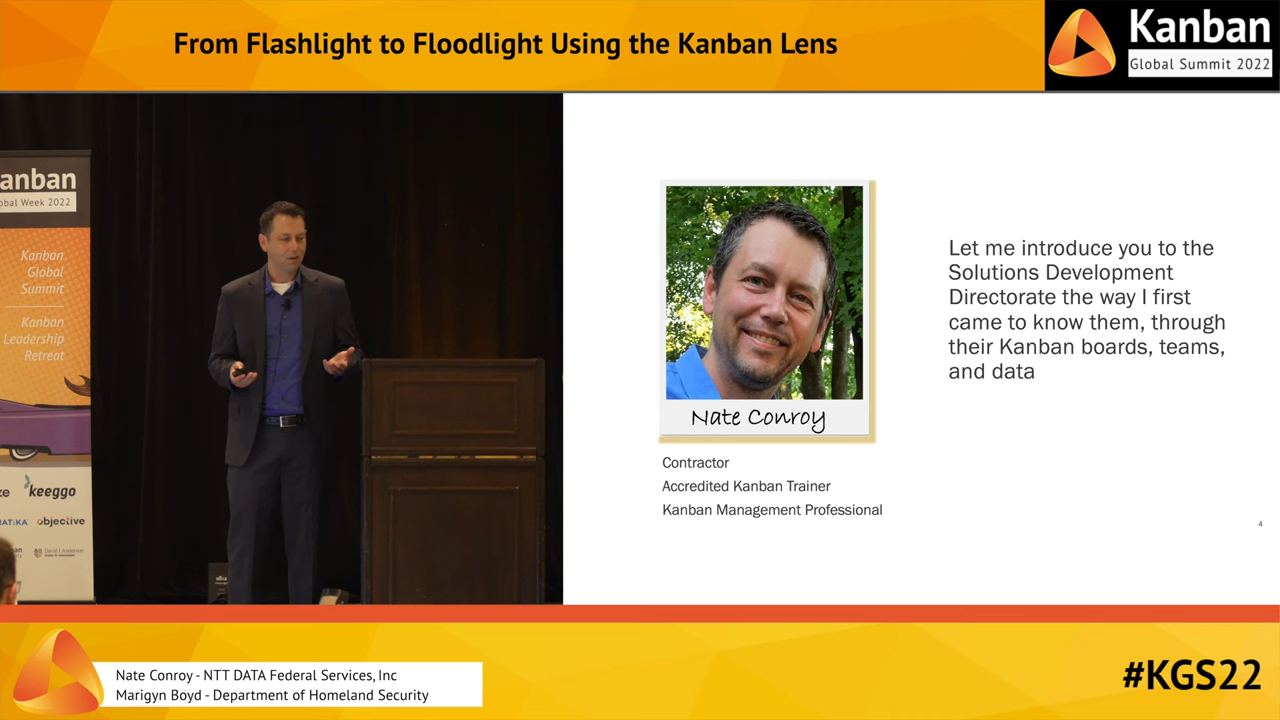 From Flashlight to Floodlight Using the Kanban Lens
Kanban
Global Summit 2022
anban
obal Week 2022
Kanban
Global
Summit
Kanban
Leadership
Retreat
keeggo
objective
Let me introduce you to the
Solutions Development
Directorate the way I first
came to know them, through
their Kanban boards, teams,
and data
Nate Conroy
Contractor
Accredited Kanban Trainer
Kanban Management Professional
4
Nate Conroy - NTT DATA Federal Services, Inc
Marigyn Boyd - Department of Homeland Security
#KGS22